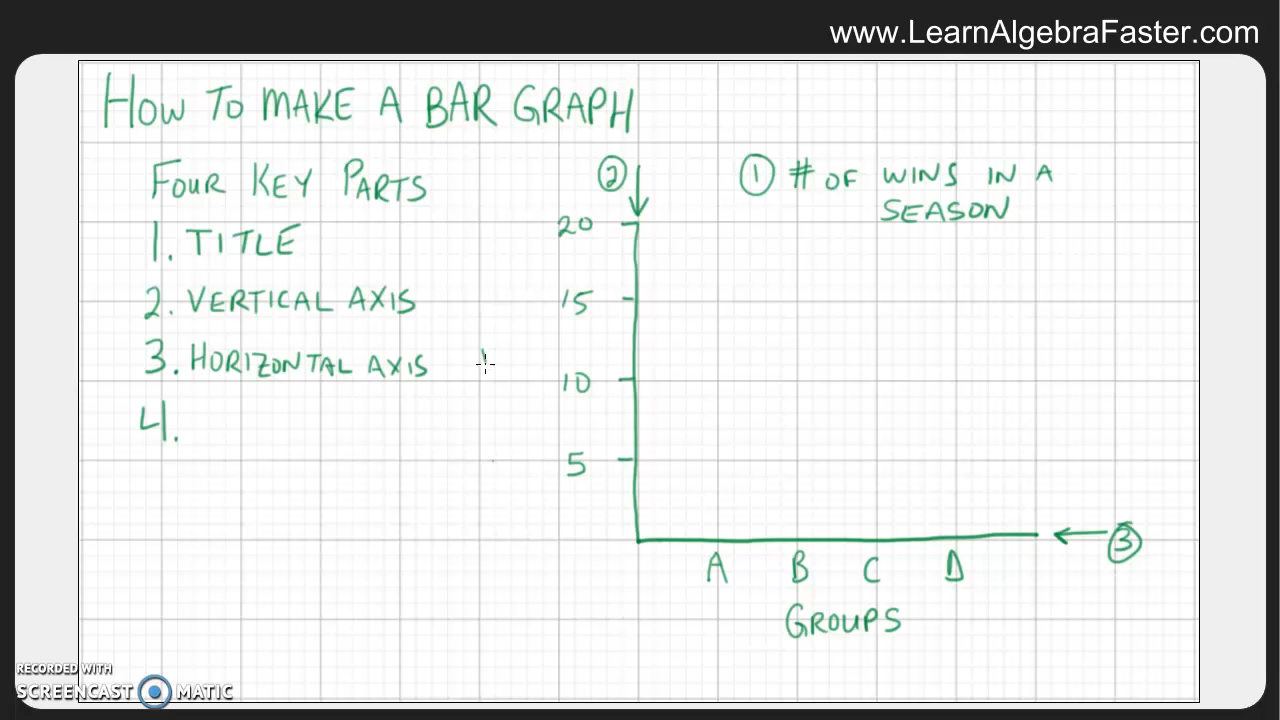 www.LearnAlgebraFaster.com
HOW TO MAKE A BAR GRAPH
FOUR KEY PARTS
1. TITLE
2. VERTICAL AXIS
3. HORIZONTAL AXIS
4.
② ① # OF WINS IN A
SEASON
20
15
10
5
③
A B C D
GROUPS
RECORDED WITH
SCREENCAST MATIC